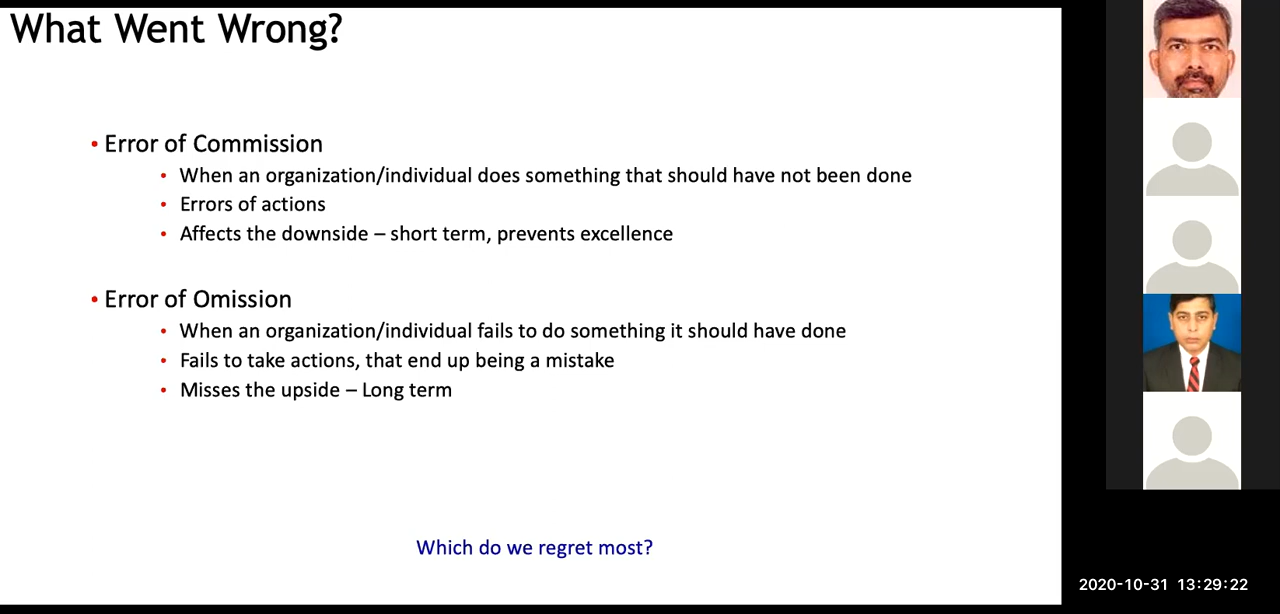 What Went Wrong?
• Error of Commission
• When an organization/individual does something that should have not been done
• Errors of actions
• Affects the downside – short term, prevents excellence
• Error of Omission
• When an organization/individual fails to do something it should have done
• Fails to take actions, that end up being a mistake
• Misses the upside – Long term
Which do we regret most?
2020-10-31 13:29:22